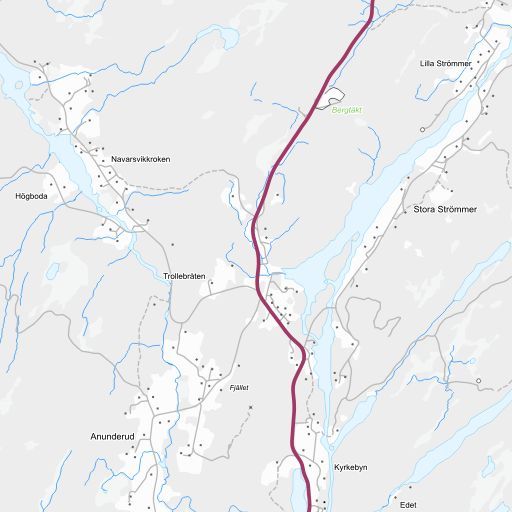 Lilla Strömmer
Bergtäkt
Navarsvikkroken
Högboda
Stora Strömmer
Trollebråten
Fjället
Anunderud
Kyrkebyn
Edet